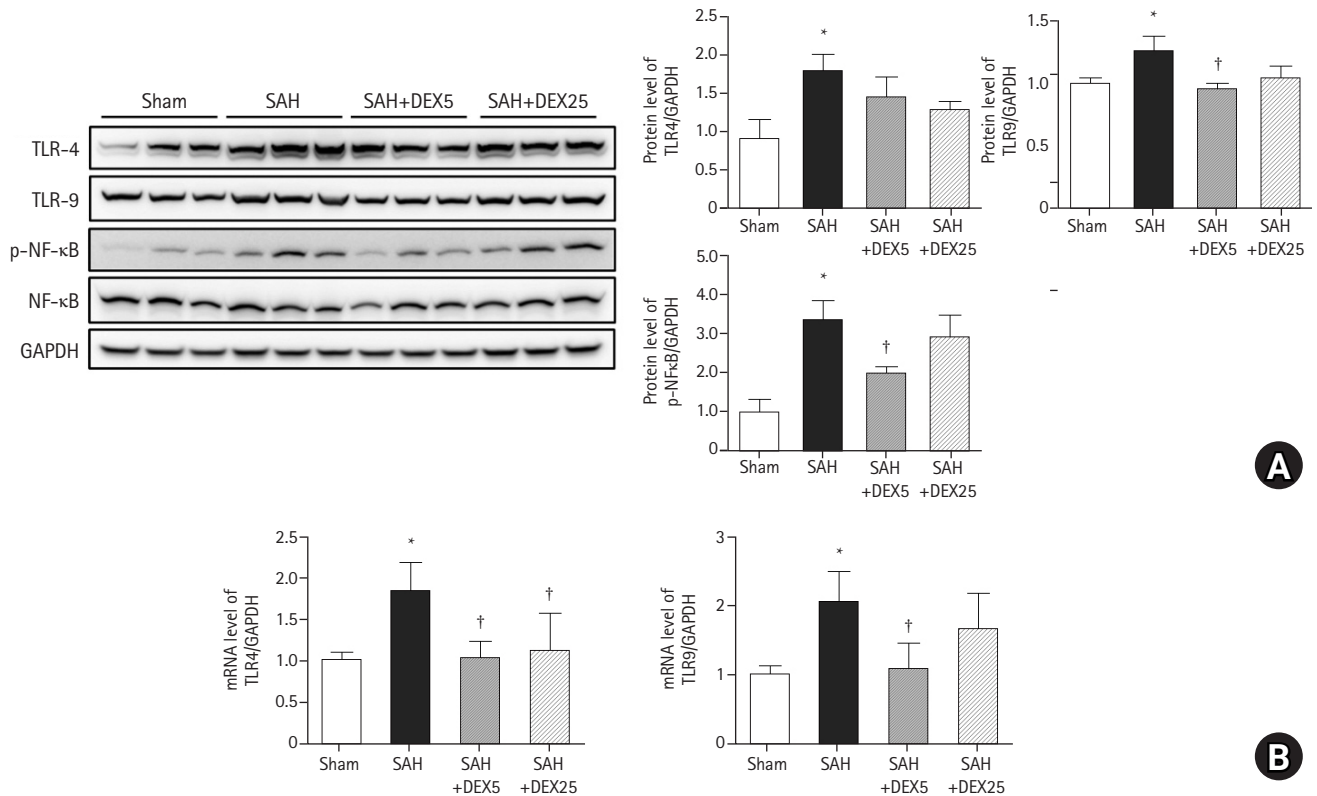 Sham SAH SAH+DEX5 SAH+DEX25
TLR-4
TLR-9
p-NF-κB
NF-κB
GAPDH
Protein level of
TLR4/GAPDH
2.5
2.0
1.5
1.0
0.5
0
*
Sham SAH SAH SAH
+DEX5 +DEX25
Protein level of
TLR9/GAPDH
1.5
1.0
0.5
0
*
†
Sham SAH SAH SAH
+DEX5 +DEX25
Protein level of
p-NFκB/GAPDH
5.0
4.0
3.0
2.0
1.0
0
*
†
Sham SAH SAH SAH
+DEX5 +DEX25
A
mRNA level of
TLR4/GAPDH
2.5
2.0
1.5
1.0
0.5
0
*
†
†
Sham SAH SAH SAH
+DEX5 +DEX25
mRNA level of
TLR9/GAPDH
3
2
1
0
*
†
Sham SAH SAH SAH
+DEX5 +DEX25
B